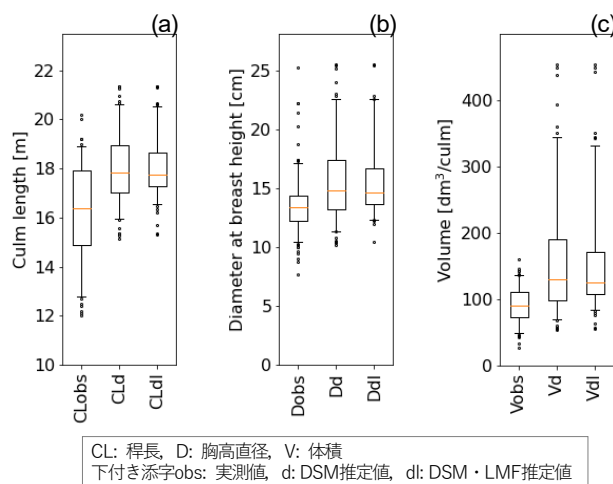 (a)
Culm length [m]
22
20
18
16
14
12
10
CLobs
CLd
CLdl
(b)
Diameter at breast height [cm]
25
20
15
10
5
0
Dobs
Dd
Ddl
(c)
Volume [dm³/culm]
400
300
200
100
0
Vobs
Vd
Vdl
CL: 稈長, D: 胸高直径, V: 体積
下付き添字obs: 実測値, d: DSM推定値, dl: DSM・LMF推定値